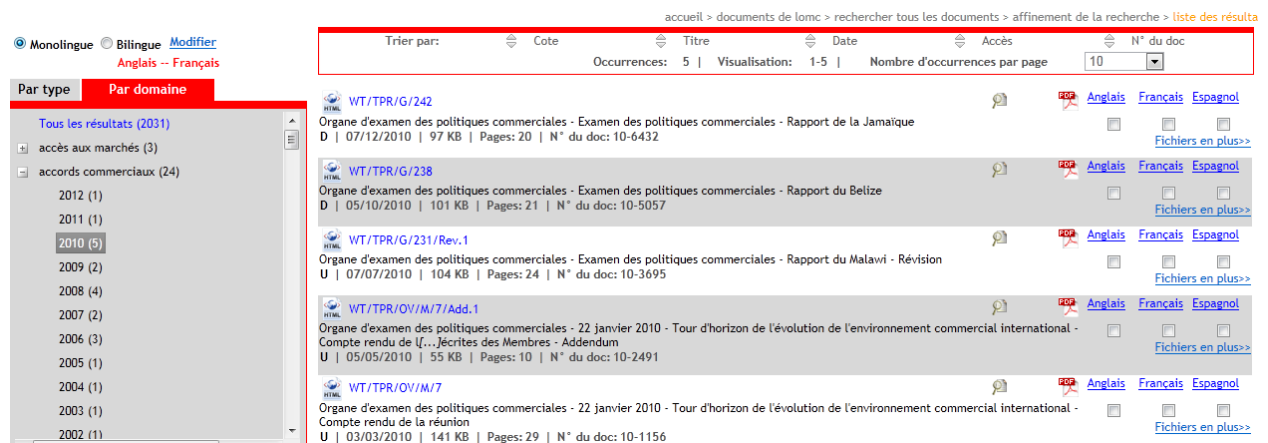 accueil > documents de lomc > rechercher tous les documents > affinement de la recherche > liste des résulta
Monolingue Bilingue Modifier
Anglais -- Français
Par type Par domaine
Tous les résultats (2031)
accès aux marchés (3)
accords commerciaux (24)
2012 (1)
2011 (1)
2010 (5)
2009 (2)
2008 (4)
2007 (2)
2006 (3)
2005 (1)
2004 (1)
2003 (1)
2002 (1)
Trier par: Cote Titre Date Accès N° du doc
Occurrences: 5 | Visualisation: 1-5 | Nombre d'occurrences par page 10
HTML WT/TPR/G/242 PDF Anglais Français Espagnol
Organe d'examen des politiques commerciales - Examen des politiques commerciales - Rapport de la Jamaïque
D | 07/12/2010 | 97 KB | Pages: 20 | N° du doc: 10-6432 Fichiers en plus>>
HTML WT/TPR/G/238 PDF Anglais Français Espagnol
Organe d'examen des politiques commerciales - Examen des politiques commerciales - Rapport du Belize
D | 05/10/2010 | 101 KB | Pages: 21 | N° du doc: 10-5057 Fichiers en plus>>
HTML WT/TPR/G/231/Rev.1 PDF Anglais Français Espagnol
Organe d'examen des politiques commerciales - Examen des politiques commerciales - Rapport du Malawi - Révision
U | 07/07/2010 | 104 KB | Pages: 24 | N° du doc: 10-3695 Fichiers en plus>>
HTML WT/TPR/OV/M/7/Add.1 PDF Anglais Français Espagnol
Organe d'examen des politiques commerciales - 22 janvier 2010 - Tour d'horizon de l'évolution de l'environnement commercial international -
Compte rendu de l[...]écrites des Membres - Addendum
U | 05/05/2010 | 55 KB | Pages: 10 | N° du doc: 10-2491 Fichiers en plus>>
HTML WT/TPR/OV/M/7 PDF Anglais Français Espagnol
Organe d'examen des politiques commerciales - 22 janvier 2010 - Tour d'horizon de l'évolution de l'environnement commercial international -
Compte rendu de la réunion
U | 03/03/2010 | 141 KB | Pages: 29 | N° du doc: 10-1156 Fichiers en plus>>